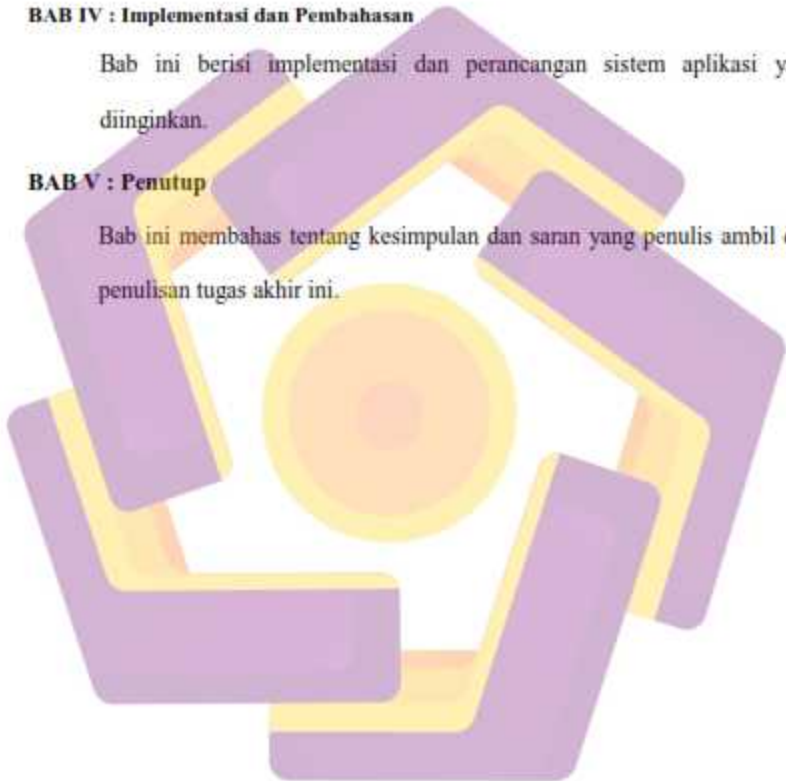 BAB IV : Implementasi dan Pembahasan
Bab ini berisi implementasi dan perancangan sistem aplikasi
diinginkan.
BAB V : Penutup
Bab ini membahas tentang kesimpulan dan saran yang penulis ambil
penulisan tugas akhir ini.